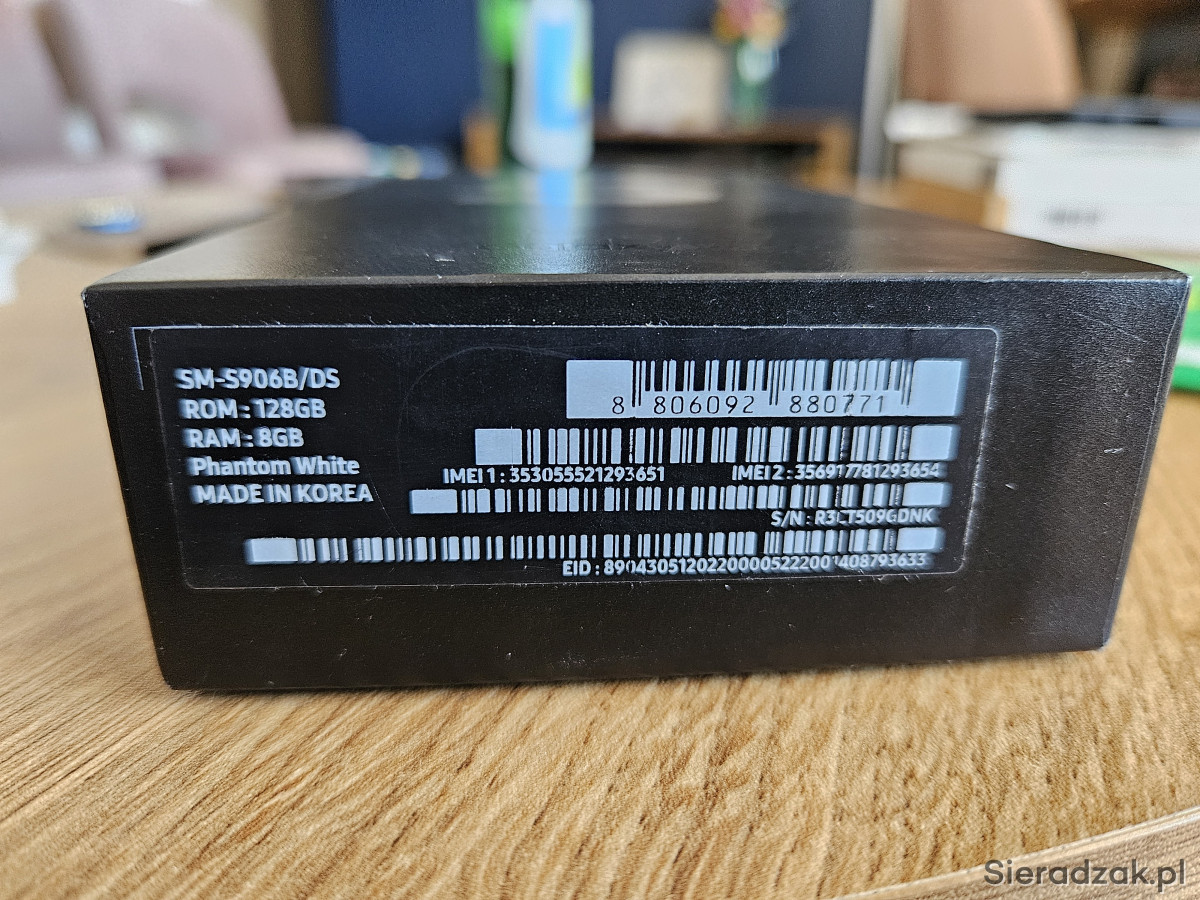 SM-S906B/DS
ROM : 128GB
RAM : 8GB
Phantom White
MADE IN KOREA
8 806092 880771
IMEI 1 : 353055521293651
IMEI 2 : 356917781293654
S/N : R3CT509GDNK
EID : 89043051202200005222001408793633
Sieradzak.pl